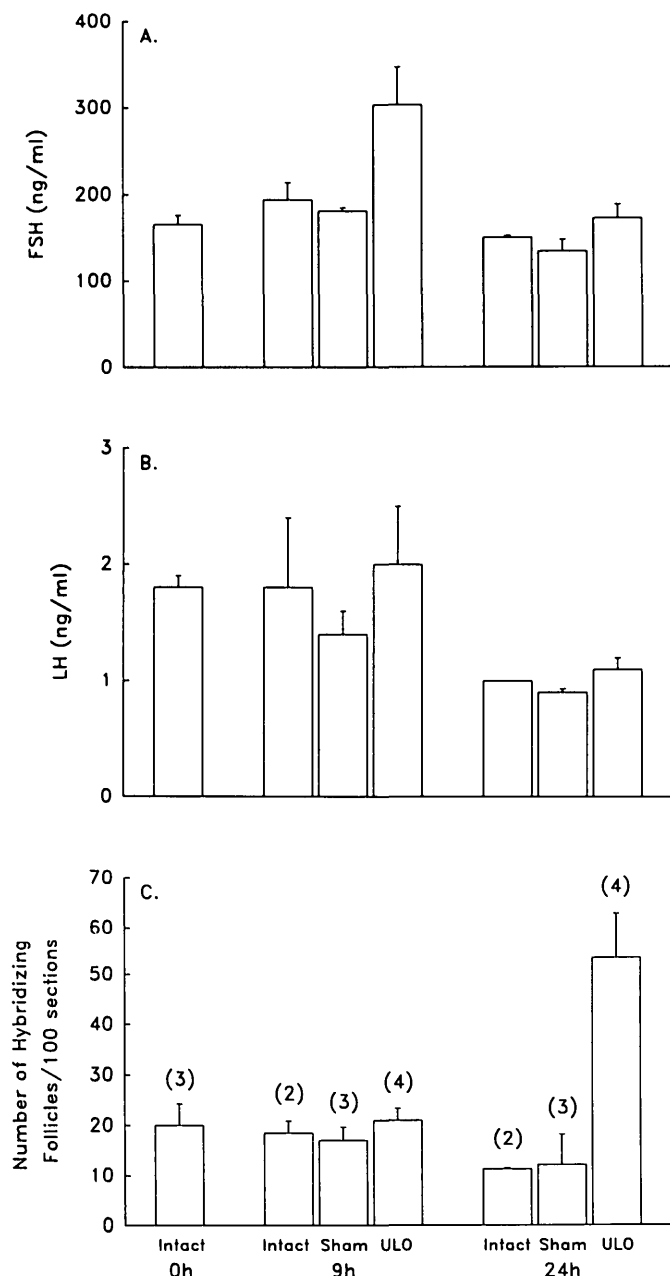 A.
400
300
200
100
0
FSH (ng/ml)
B.
3
2
1
0
LH (ng/ml)
C.
70
60
50
40
30
20
10
0
Number of Hybridizing
Follicles/100 sections
(3)
(2)
(3)
(4)
(2)
(3)
(4)
Intact Intact Sham ULO Intact Sham ULO
0h 9h 24h